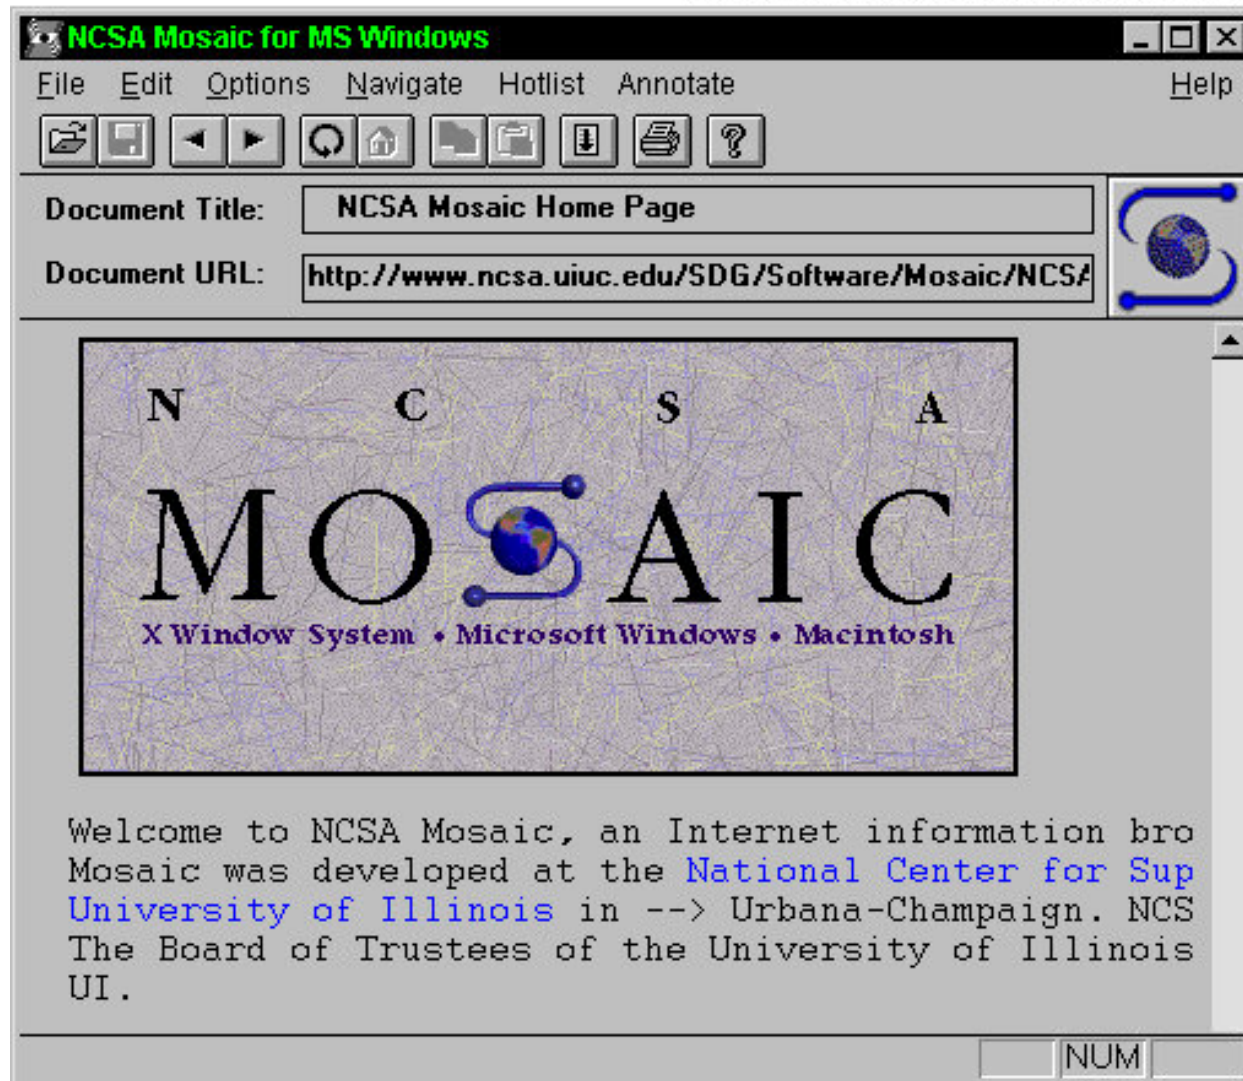 NCSA Mosaic for MS Windows
File Edit Options Navigate Hotlist Annotate Help
Document Title: NCSA Mosaic Home Page
Document URL: http://www.ncsa.uiuc.edu/SDG/Software/Mosaic/NCSA
N C S A
MOSAIC
X Window System • Microsoft Windows • Macintosh
Welcome to NCSA Mosaic, an Internet information bro
Mosaic was developed at the National Center for Sup
University of Illinois in --> Urbana-Champaign. NCS
The Board of Trustees of the University of Illinois
UI.
NUM